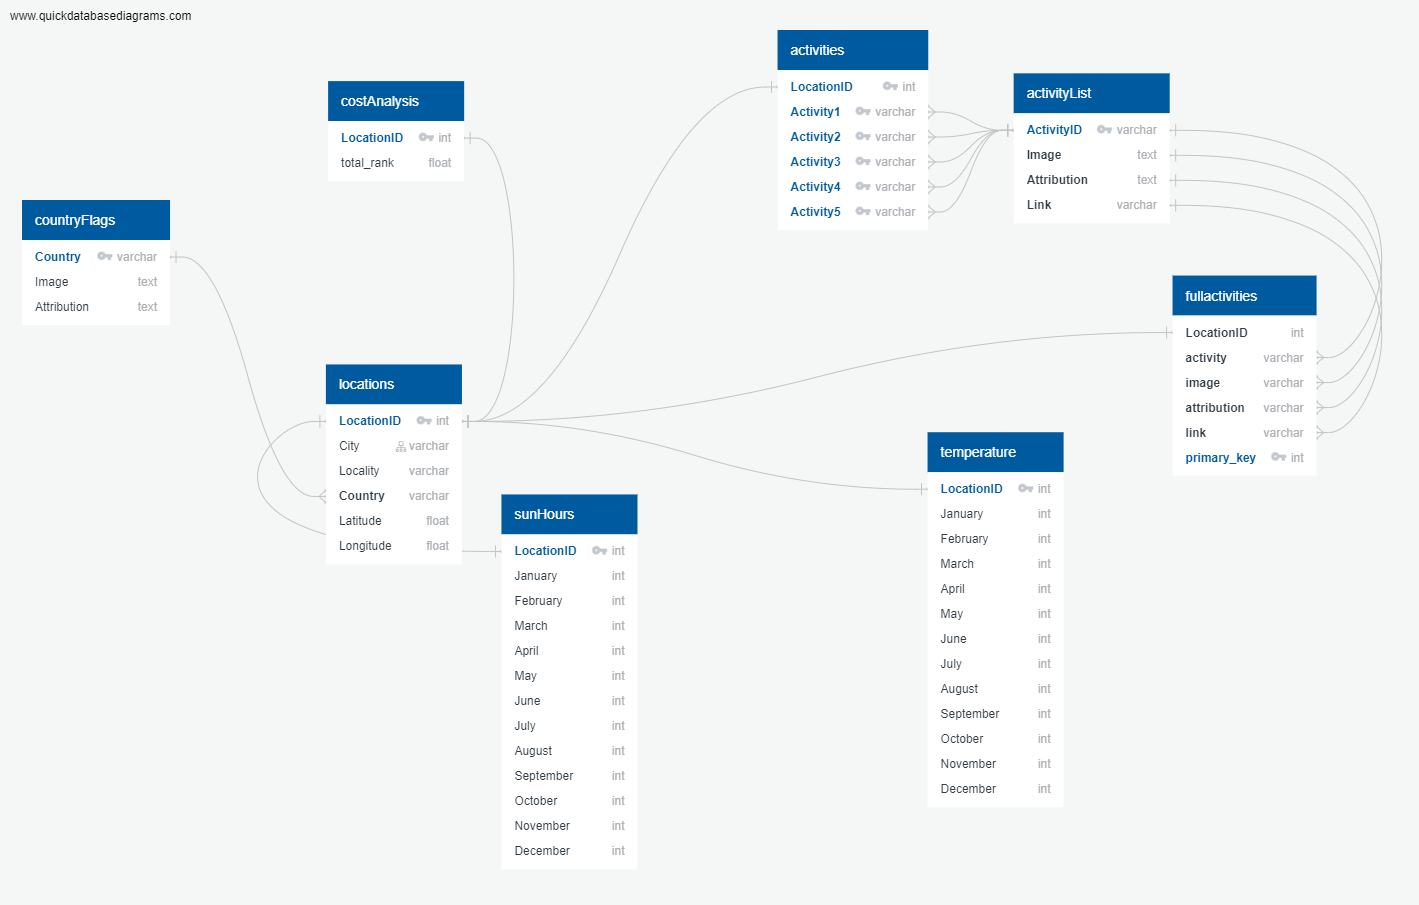 www.quickdatabasediagrams.com
costAnalysis
LocationID int
total_rank float
countryFlags
Country varchar
Image text
Attribution text
locations
LocationID int
City varchar
Locality varchar
Country varchar
Latitude float
Longitude float
sunHours
LocationID int
January int
February int
March int
April int
May int
June int
July int
August int
September int
October int
November int
December int
activities
LocationID int
Activity1 varchar
Activity2 varchar
Activity3 varchar
Activity4 varchar
Activity5 varchar
activityList
ActivityID varchar
Image text
Attribution text
Link varchar
fullactivities
LocationID int
activity varchar
image varchar
attribution varchar
link varchar
primary_key int
temperature
LocationID int
January int
February int
March int
April int
May int
June int
July int
August int
September int
October int
November int
December int